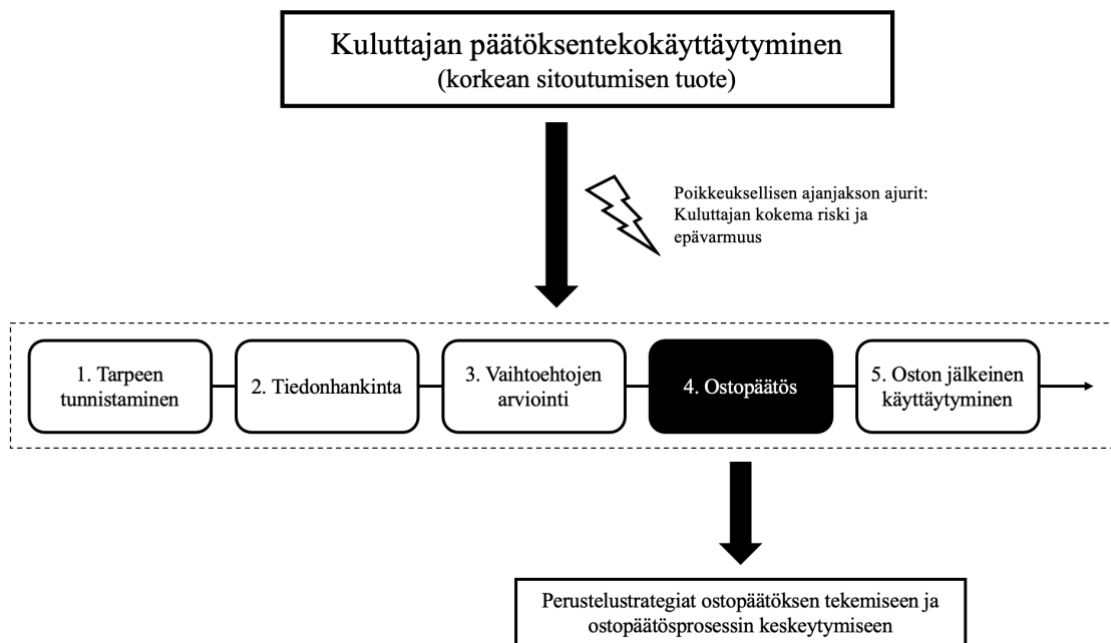 Kuluttajan päätöksentekokäyttäytyminen
(korkean sitoutumisen tuote)
Poikkeuksellisen ajanjakson ajurit:
Kuluttajan kokema riski ja
epävarmuus
1. Tarpeen
tunnistaminen
2. Tiedonhankinta
3. Vaihtoehtojen
arviointi
4. Ostopäätös
5. Oston jälkeinen
käyttäytyminen
Perustelustrategiat ostopäätöksen tekemiseen ja
ostopäätösprosessin keskeytymiseen